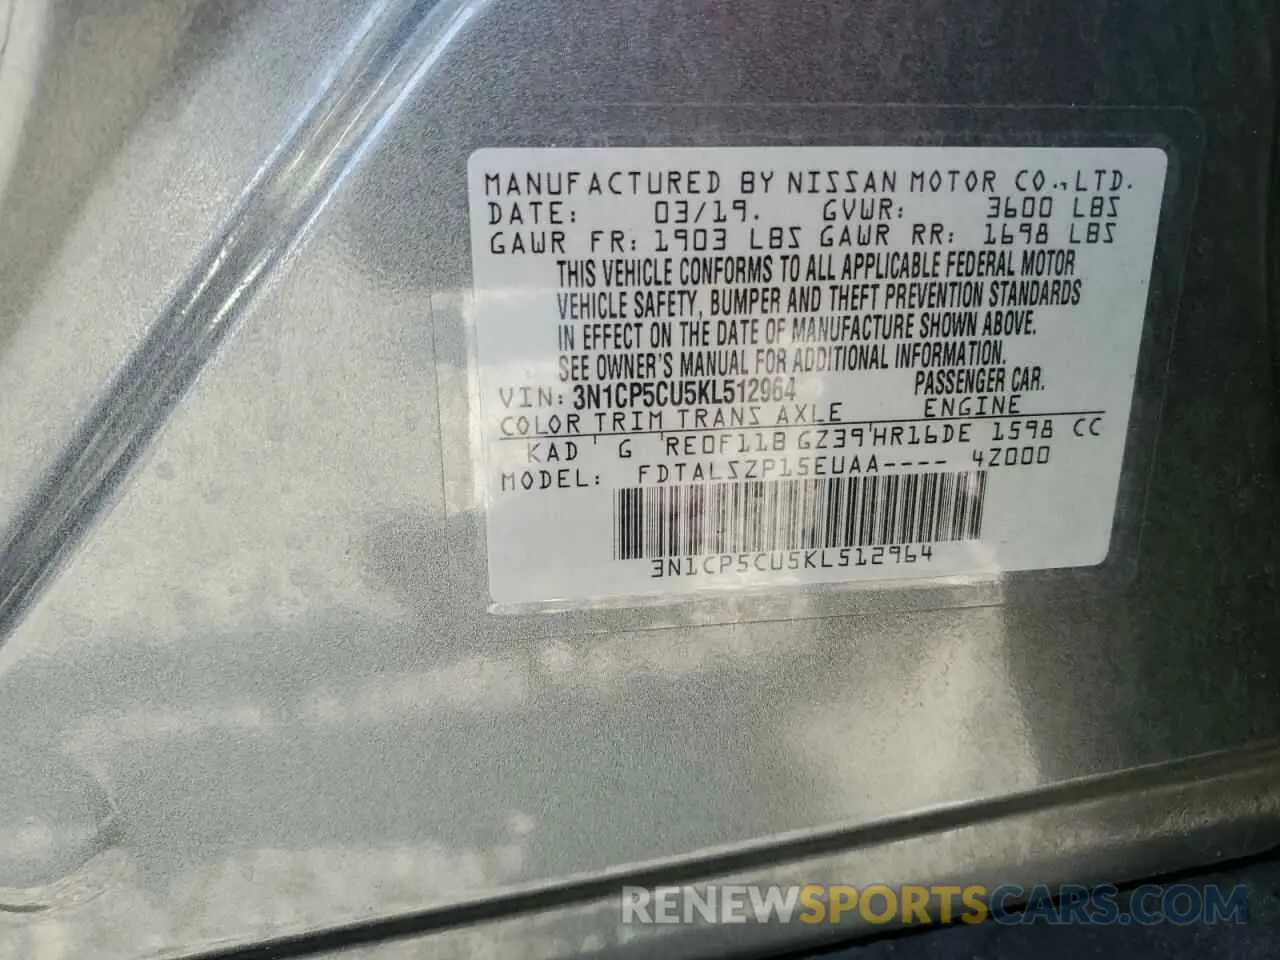 MANUFACTURED BY NISSAN MOTOR CO., LTD.
DATE: 03/19. GVWR: 3600 LBS
GAWR FR: 1903 LBS GAWR RR: 1698 LBS
THIS VEHICLE CONFORMS TO ALL APPLICABLE FEDERAL MOTOR
VEHICLE SAFETY, BUMPER AND THEFT PREVENTION STANDARDS
IN EFFECT ON THE DATE OF MANUFACTURE SHOWN ABOVE.
SEE OWNER'S MANUAL FOR ADDITIONAL INFORMATION.
VIN: 3N1CP5CU5KL512964 PASSENGER CAR.
COLOR TRIM TRANS AXLE ENGINE
KAD G RE0F11B GZ39 HR16DE 1598 CC
MODEL: FDTALSZP15EUAA---- 4Z000
3N1CP5CU5KL512964
RENEWSPORTSCARS.COM